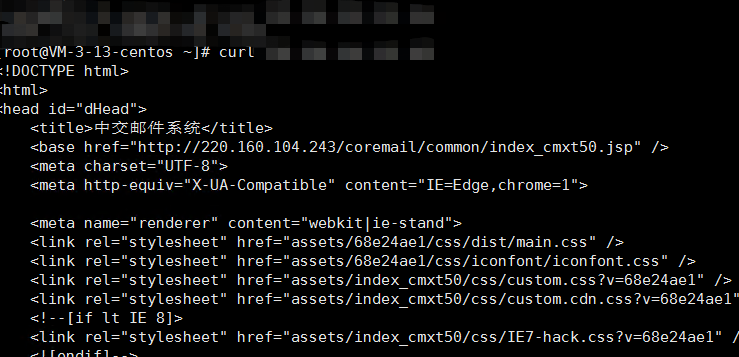 [root@VM-3-13-centos ~]# curl
<!DOCTYPE html>
<html>
<head id="dHead">
    <title>中交邮件系统</title>
    <base href="http://220.160.104.243/coremail/common/index_cmxt50.jsp" />
    <meta charset="UTF-8">
    <meta http-equiv="X-UA-Compatible" content="IE=Edge,chrome=1">
    <meta name="renderer" content="webkit|ie-stand">
    <link rel="stylesheet" href="assets/68e24ae1/css/dist/main.css" />
    <link rel="stylesheet" href="assets/68e24ae1/css/iconfont/iconfont.css" />
    <link rel="stylesheet" href="assets/index_cmxt50/css/custom.css?v=68e24ae1" />
    <link rel="stylesheet" href="assets/index_cmxt50/css/custom.cdn.css?v=68e24ae1"
    <!--[if lt IE 8]>
    <link rel="stylesheet" href="assets/index_cmxt50/css/IE7-hack.css?v=68e24ae1" /
    <![endif]-->